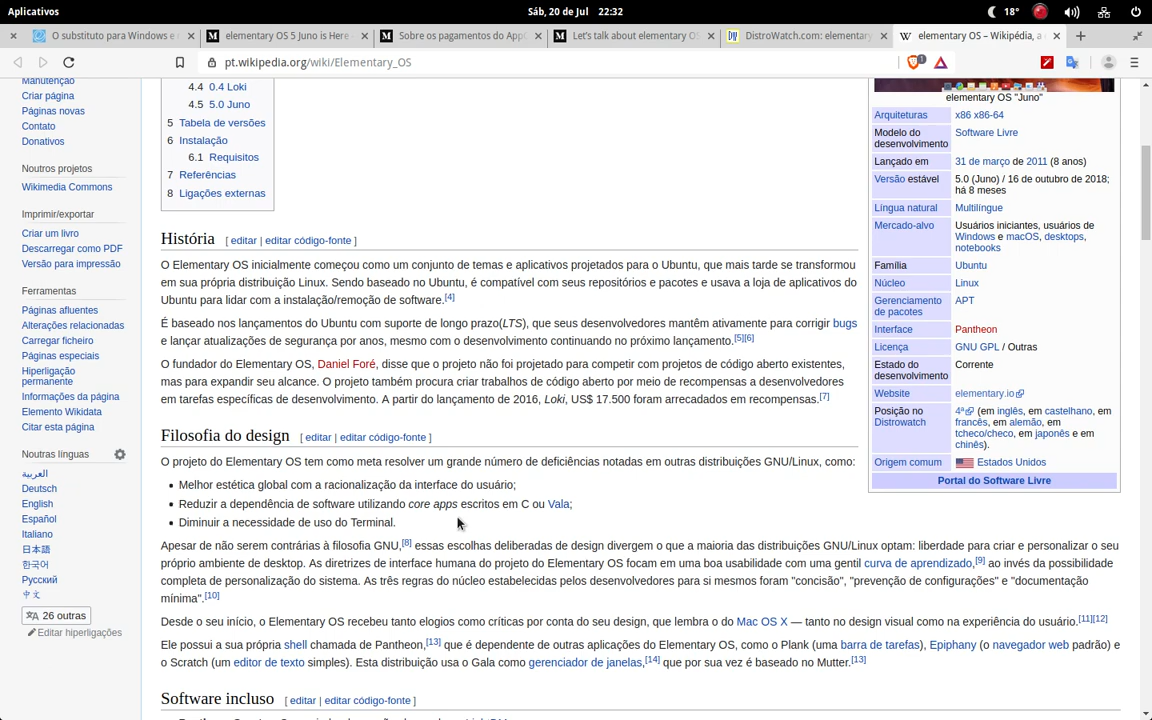 Aplicativos
Sáb, 20 de Jul 22:32
18°
O substituto para Windows e
elementary OS 5 Juno is Here
Sobre os pagamentos do App
Let's talk about elementary OS
DistroWatch.com: elementary
elementary OS – Wikipédia, a
pt.wikipedia.org/wiki/Elementary_OS
1
Manutenção
Criar página
Páginas novas
Contato
Donativos
Noutros projetos
Wikimedia Commons
Imprimir/exportar
Criar um livro
Descarregar como PDF
Versão para impressão
Ferramentas
Páginas afluentes
Alterações relacionadas
Carregar ficheiro
Páginas especiais
Hiperligação
permanente
Informações da página
Elemento Wikidata
Citar esta página
Noutras línguas
العربية
Deutsch
English
Español
Italiano
日本語
한국어
Русский
中文
26 outras
Editar hiperligações
4.4 0.4 Loki
4.5 5.0 Juno
5 Tabela de versões
6 Instalação
6.1 Requisitos
7 Referências
8 Ligações externas
História [ editar | editar código-fonte ]
O Elementary OS inicialmente começou como um conjunto de temas e aplicativos projetados para o Ubuntu, que mais tarde se transformou
em sua própria distribuição Linux. Sendo baseado no Ubuntu, é compatível com seus repositórios e pacotes e usava a loja de aplicativos do
Ubuntu para lidar com a instalação/remoção de software.[4]
É baseado nos lançamentos do Ubuntu com suporte de longo prazo(LTS), que seus desenvolvedores mantêm ativamente para corrigir bugs
e lançar atualizações de segurança por anos, mesmo com o desenvolvimento continuando no próximo lançamento.[5][6]
O fundador do Elementary OS, Daniel Foré, disse que o projeto não foi projetado para competir com projetos de código aberto existentes,
mas para expandir seu alcance. O projeto também procura criar trabalhos de código aberto por meio de recompensas a desenvolvedores
em tarefas específicas de desenvolvimento. A partir do lançamento de 2016, Loki, US$ 17.500 foram arrecadados em recompensas.[7]
Filosofia do design [ editar | editar código-fonte ]
O projeto do Elementary OS tem como meta resolver um grande número de deficiências notadas em outras distribuições GNU/Linux, como:
• Melhor estética global com a racionalização da interface do usuário;
• Reduzir a dependência de software utilizando core apps escritos em C ou Vala;
• Diminuir a necessidade de uso do Terminal.
Apesar de não serem contrárias à filosofia GNU,[8] essas escolhas deliberadas de design divergem o que a maioria das distribuições GNU/Linux optam: liberdade para criar e personalizar o seu
próprio ambiente de desktop. As diretrizes de interface humana do projeto do Elementary OS focam em uma boa usabilidade com uma gentil curva de aprendizado,[9] ao invés da possibilidade
completa de personalização do sistema. As três regras do núcleo estabelecidas pelos desenvolvedores para si mesmos foram "concisão", "prevenção de configurações" e "documentação
mínima".[10]
Desde o seu início, o Elementary OS recebeu tanto elogios como críticas por conta do seu design, que lembra o do Mac OS X — tanto no design visual como na experiência do usuário.[11][12]
Ele possui a sua própria shell chamada de Pantheon,[13] que é dependente de outras aplicações do Elementary OS, como o Plank (uma barra de tarefas), Epiphany (o navegador web padrão) e
o Scratch (um editor de texto simples). Esta distribuição usa o Gala como gerenciador de janelas,[14] que por sua vez é baseado no Mutter.[13]
Software incluso [ editar | editar código-fonte ]
elementary OS "Juno"
Arquiteturas x86 x86-64
Modelo do desenvolvimento Software Livre
Lançado em 31 de março de 2011 (8 anos)
Versão estável 5.0 (Juno) / 16 de outubro de 2018;
há 8 meses
Língua natural Multilíngue
Mercado-alvo Usuários iniciantes, usuários de
Windows e macOS, desktops,
notebooks
Família Ubuntu
Núcleo Linux
Gerenciamento de pacotes APT
Interface Pantheon
Licença GNU GPL / Outras
Estado do desenvolvimento Corrente
Website elementary.io
Posição no Distrowatch 4ª (em inglês, em castelhano, em
francês, em alemão, em
tcheco/checo, em japonês e em
chinês).
Origem comum Estados Unidos
Portal do Software Livre